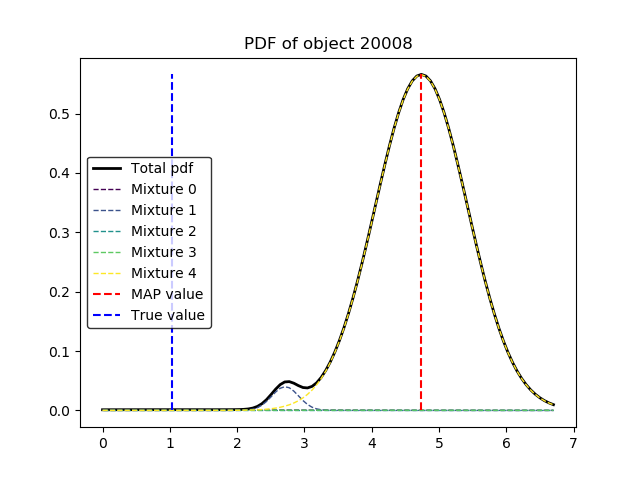 PDF of object 20008
0.5
0.4
0.3
0.2
0.1
0.0
Total pdf
Mixture 0
Mixture 1
Mixture 2
Mixture 3
Mixture 4
MAP value
True value
0 1 2 3 4 5 6 7